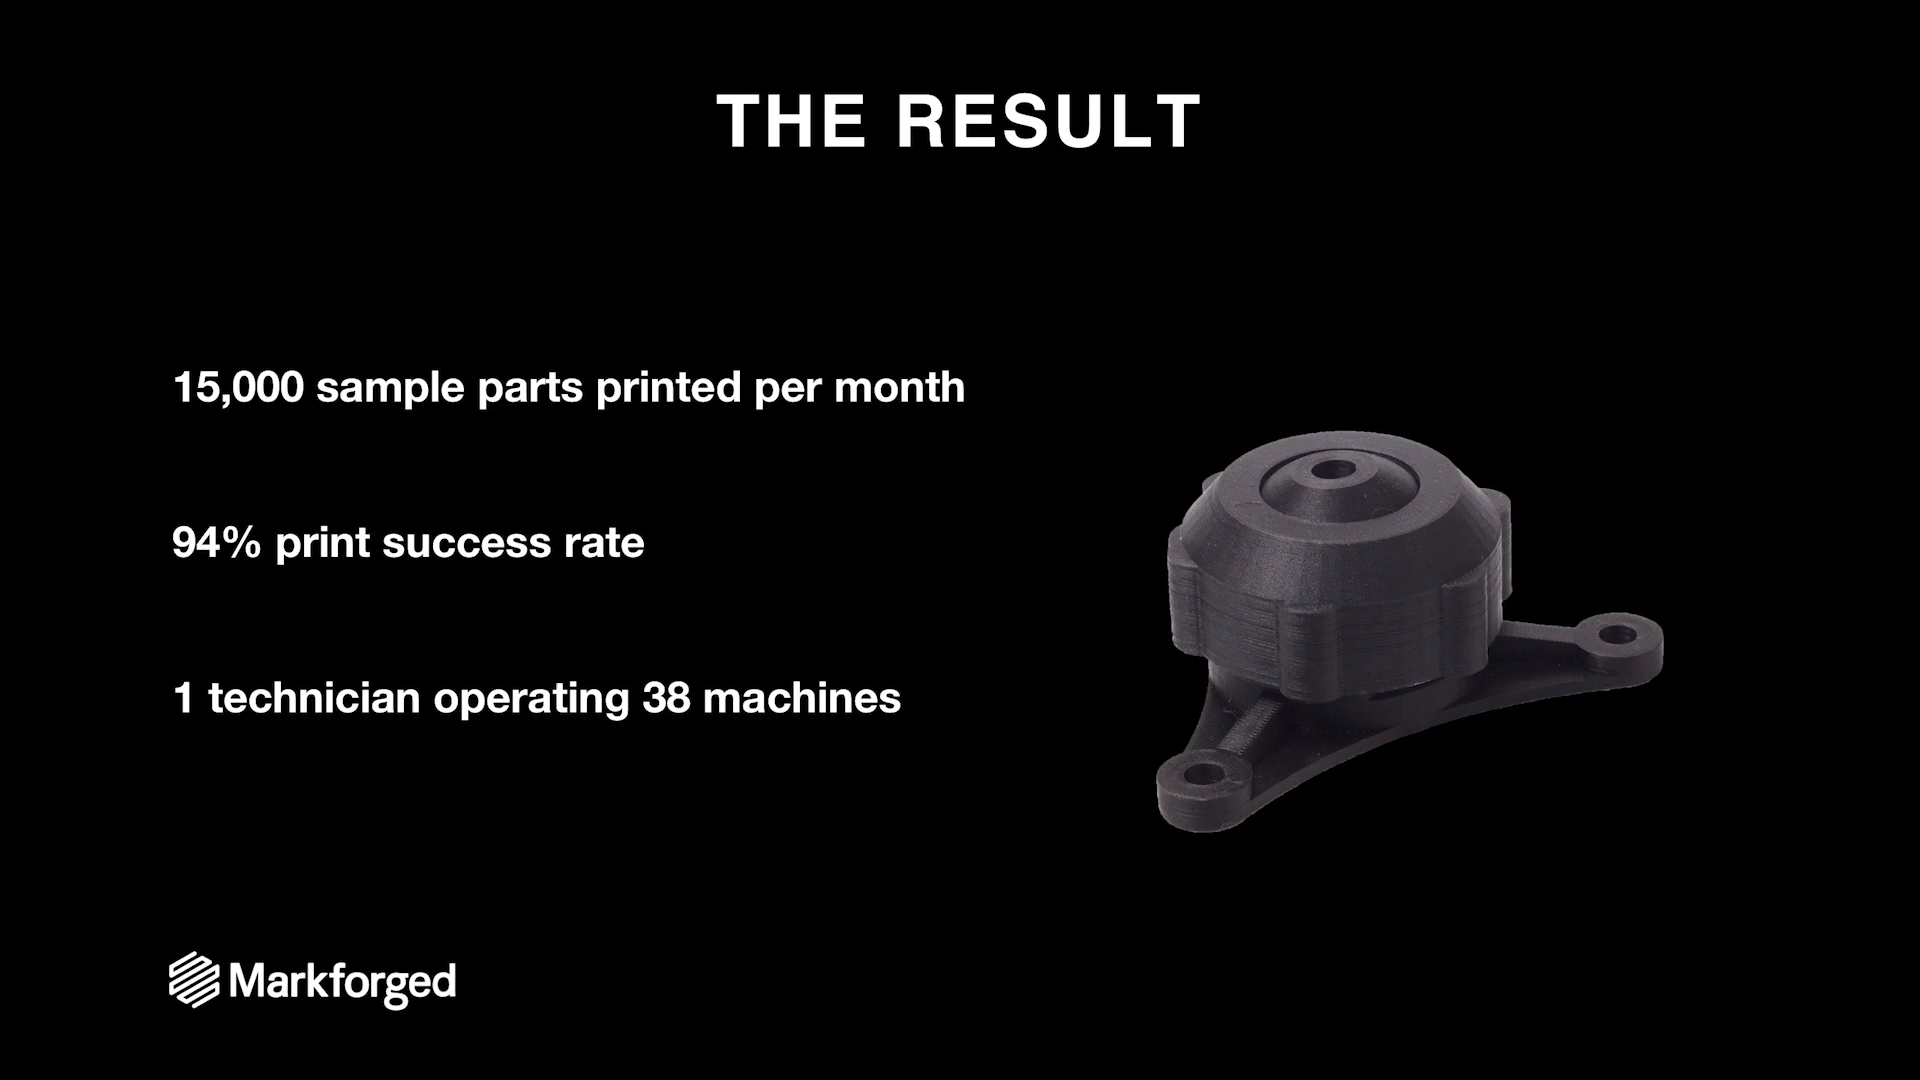 THE RESULT
15,000 sample parts printed per month
94% print success rate
1 technician operating 38 machines
Markforged